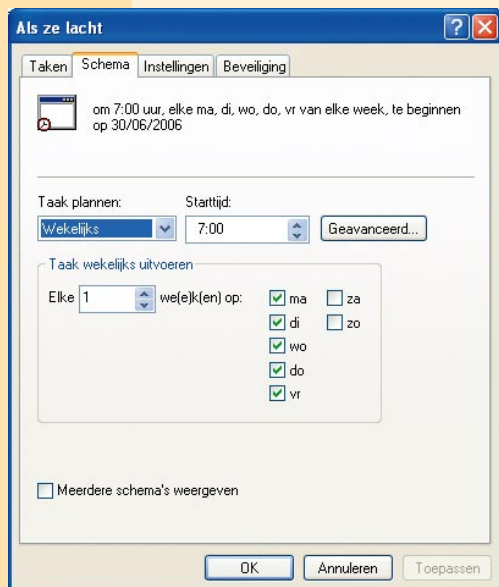 Als ze lacht
Taken Schema Instellingen Beveiliging
om 7:00 uur, elke ma, di, wo, do, vr van elke week, te beginnen
op 30/06/2006
Taak plannen: Starttijd:
Wekelijks 7:00 Geavanceerd...
Taak wekelijks uitvoeren
Elke 1 we(e)k(en) op: ma za
di zo
wo
do
vr
Meerdere schema's weergeven
OK Annuleren Toepassen